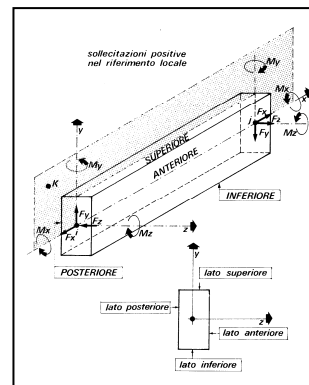 sollecitazioni positive
nel riferimento locale
My
Mx
Fx
x
j
Fz
Fy
Mz
y
My
SUPERIORE
ANTERIORE
K
INFERIORE
Fy
Fz
Mx
Fx
i
Mz
z
POSTERIORE
y
lato superiore
lato posteriore
z
lato anteriore
lato inferiore